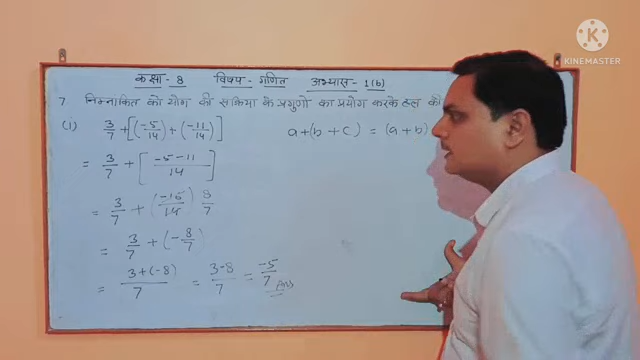 KINEMASTER
कक्षा - 8 विषय - गणित अभ्यास - 1(b)
7 निम्नांकित को योग की संक्रिया के प्रगुणों का प्रयोग करके हल की
(i) 3/7 + [(-5/14) + (-11/14)] a+(b+c) = (a+b)
= 3/7 + [(-5-11)/14]
= 3/7 + (-16)/14 8/7
= 3/7 + (-8/7)
= (3+(-8))/7 = (3-8)/7 = -5/7 Ans